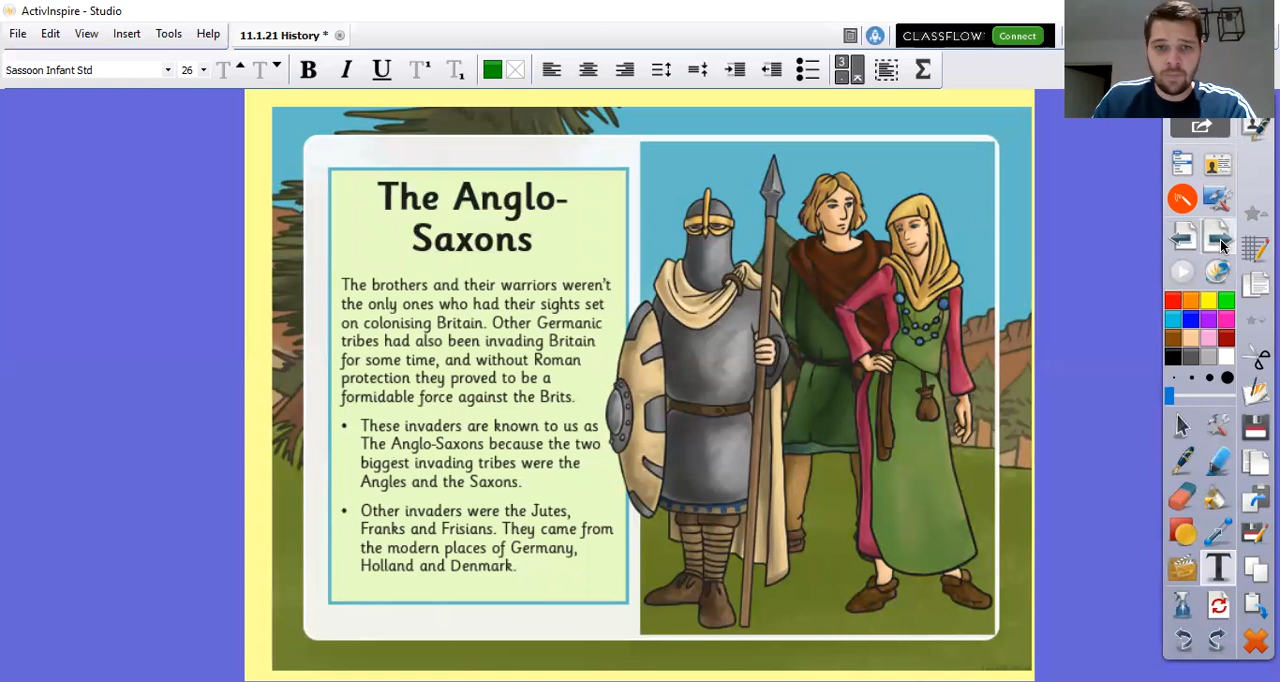 ActivInspire - Studio
File Edit View Insert Tools Help
11.1.21 History *
CLASSFLOW Connect
Sassoon Infant Std 26
The Anglo-
Saxons
The brothers and their warriors weren't
the only ones who had their sights set
on colonising Britain. Other Germanic
tribes had also been invading Britain
for some time, and without Roman
protection they proved to be a
formidable force against the Brits.
• These invaders are known to us as
The Anglo-Saxons because the two
biggest invading tribes were the
Angles and the Saxons.
• Other invaders were the Jutes,
Franks and Frisians. They came from
the modern places of Germany,
Holland and Denmark.